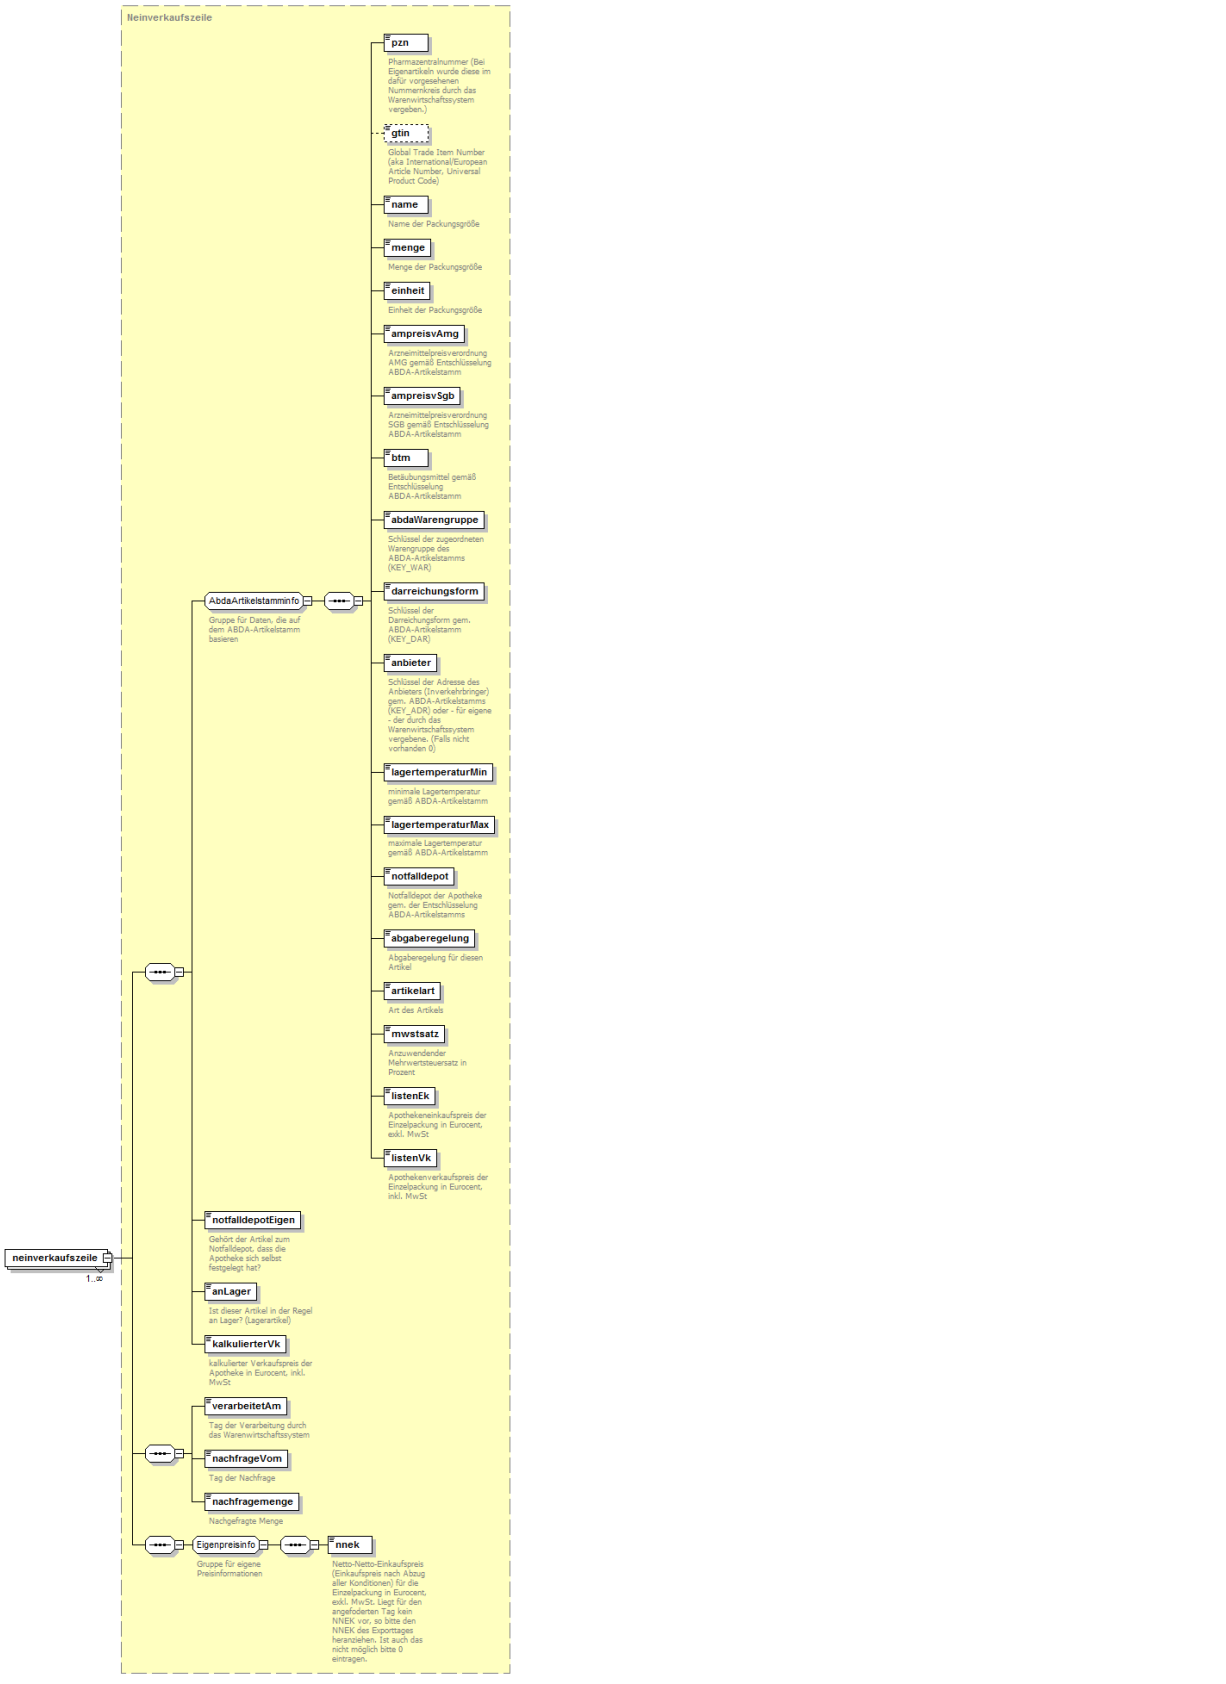 Neinverkaufszeile
pzn
Pharmazentralnummer (Bei
Eigenartikeln wurde diese im
dafür vorgesehenen
Nummernkreis durch das
Warenwirtschaftssystem
vergeben.)
gtin
Global Trade Item Number
(aka International/European
Article Number, Universal
Product Code)
name
Name der Packungsgröße
menge
Menge der Packungsgröße
einheit
Einheit der Packungsgröße
ampreisvAmg
Arzneimittelpreisverordnung
AMG gemäß Entschlüsselung
ABDA-Artikelstamm
ampreisvSgb
Arzneimittelpreisverordnung
SGB gemäß Entschlüsselung
ABDA-Artikelstamm
btm
Betäubungsmittel gemäß
Entschlüsselung
ABDA-Artikelstamm
abdaWarengruppe
Schlüssel der zugeordneten
Warengruppe des
ABDA-Artikelstamms
(KEY_WAR)
AbdaArtikelstamminfo
Gruppe für Daten, die auf
dem ABDA-Artikelstamm
basieren
darreichungsform
Schlüssel der
Darreichungsform gem.
ABDA-Artikelstamm
(KEY_DAR)
anbieter
Schlüssel der Adresse des
Anbieters (Inverkehrbringer)
gem. ABDA-Artikelstamms
(KEY_ADR) oder - für eigene
- der durch das
Warenwirtschaftssystem
vergebene. (Falls nicht
vorhanden 0)
lagertemperaturMin
minimale Lagertemperatur
gemäß ABDA-Artikelstamm
lagertemperaturMax
maximale Lagertemperatur
gemäß ABDA-Artikelstamm
notfalldepot
Notfalldepot der Apotheke
gem. der Entschlüsselung
ABDA-Artikelstamms
abgaberegelung
Abgaberegelung für diesen
Artikel
artikelart
Art des Artikels
mwstsatz
Anzuwendender
Mehrwertsteuersatz in
Prozent
listenEk
Apothekeneinkaufspreis der
Einzelpackung in Eurocent,
exkl. MwSt
listenVk
Apothekenverkaufspreis der
Einzelpackung in Eurocent,
inkl. MwSt
notfalldepotEigen
Gehört der Artikel zum
Notfalldepot, dass die
Apotheke sich selbst
festgelegt hat?
neinverkaufszeile
1..∞
anLager
Ist dieser Artikel in der Regel
an Lager? (Lagerartikel)
kalkulierterVk
kalkulierter Verkaufspreis der
Apotheke in Eurocent, inkl.
MwSt
verarbeitetAm
Tag der Verarbeitung durch
das Warenwirtschaftssystem
nachfrageVom
Tag der Nachfrage
nachfragemenge
Nachgefragte Menge
Eigenpreisinfo
Gruppe für eigene
Preisinformationen
nnek
Netto-Netto-Einkaufspreis
(Einkaufspreis nach Abzug
aller Konditionen) für die
Einzelpackung in Eurocent,
exkl. MwSt. Liegt für den
angefoderten Tag kein
NNEK vor, so bitte den
NNEK des Exporttages
heranziehen. Ist auch das
nicht möglich bitte 0
eintragen.